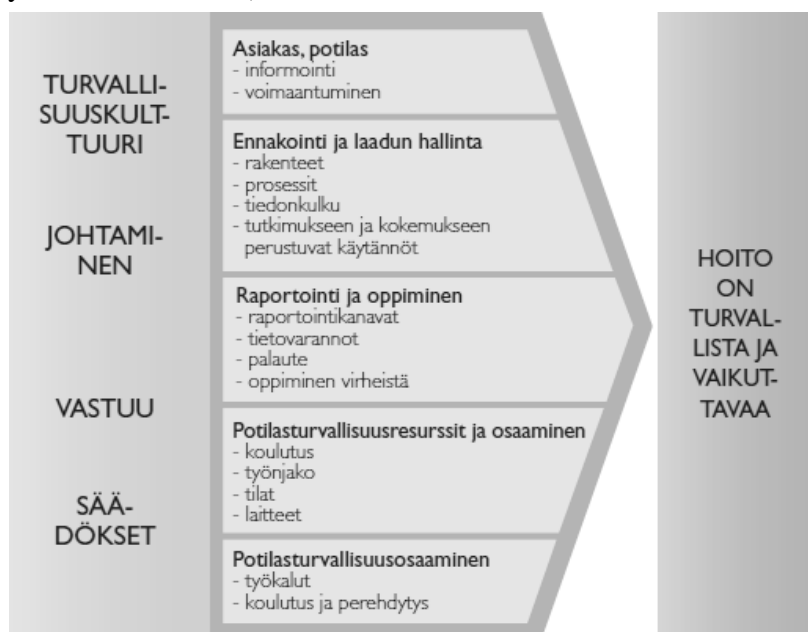 TURVALLI-
SUUSKULT-
TUURI
JOHTAMI-
NEN
VASTUU
SÄÄ-
DÖKSET
Asiakas, potilas
- informointi
- voimaantuminen
Ennakointi ja laadun hallinta
- rakenteet
- prosessit
- tiedonkulku
- tutkimukseen ja kokemukseen
perustuvat käytännöt
Raportointi ja oppiminen
- raportointikanavat
- tietovarannot
- palaute
- oppiminen virheistä
Potilasturvallisuusresurssit ja osaaminen
- koulutus
- työnjako
- tilat
- laitteet
Potilasturvallisuusosaaminen
- työkalut
- koulutus ja perehdytys
HOITO
ON
TURVAL-
LISTA JA
VAIKUT-
TAVAA